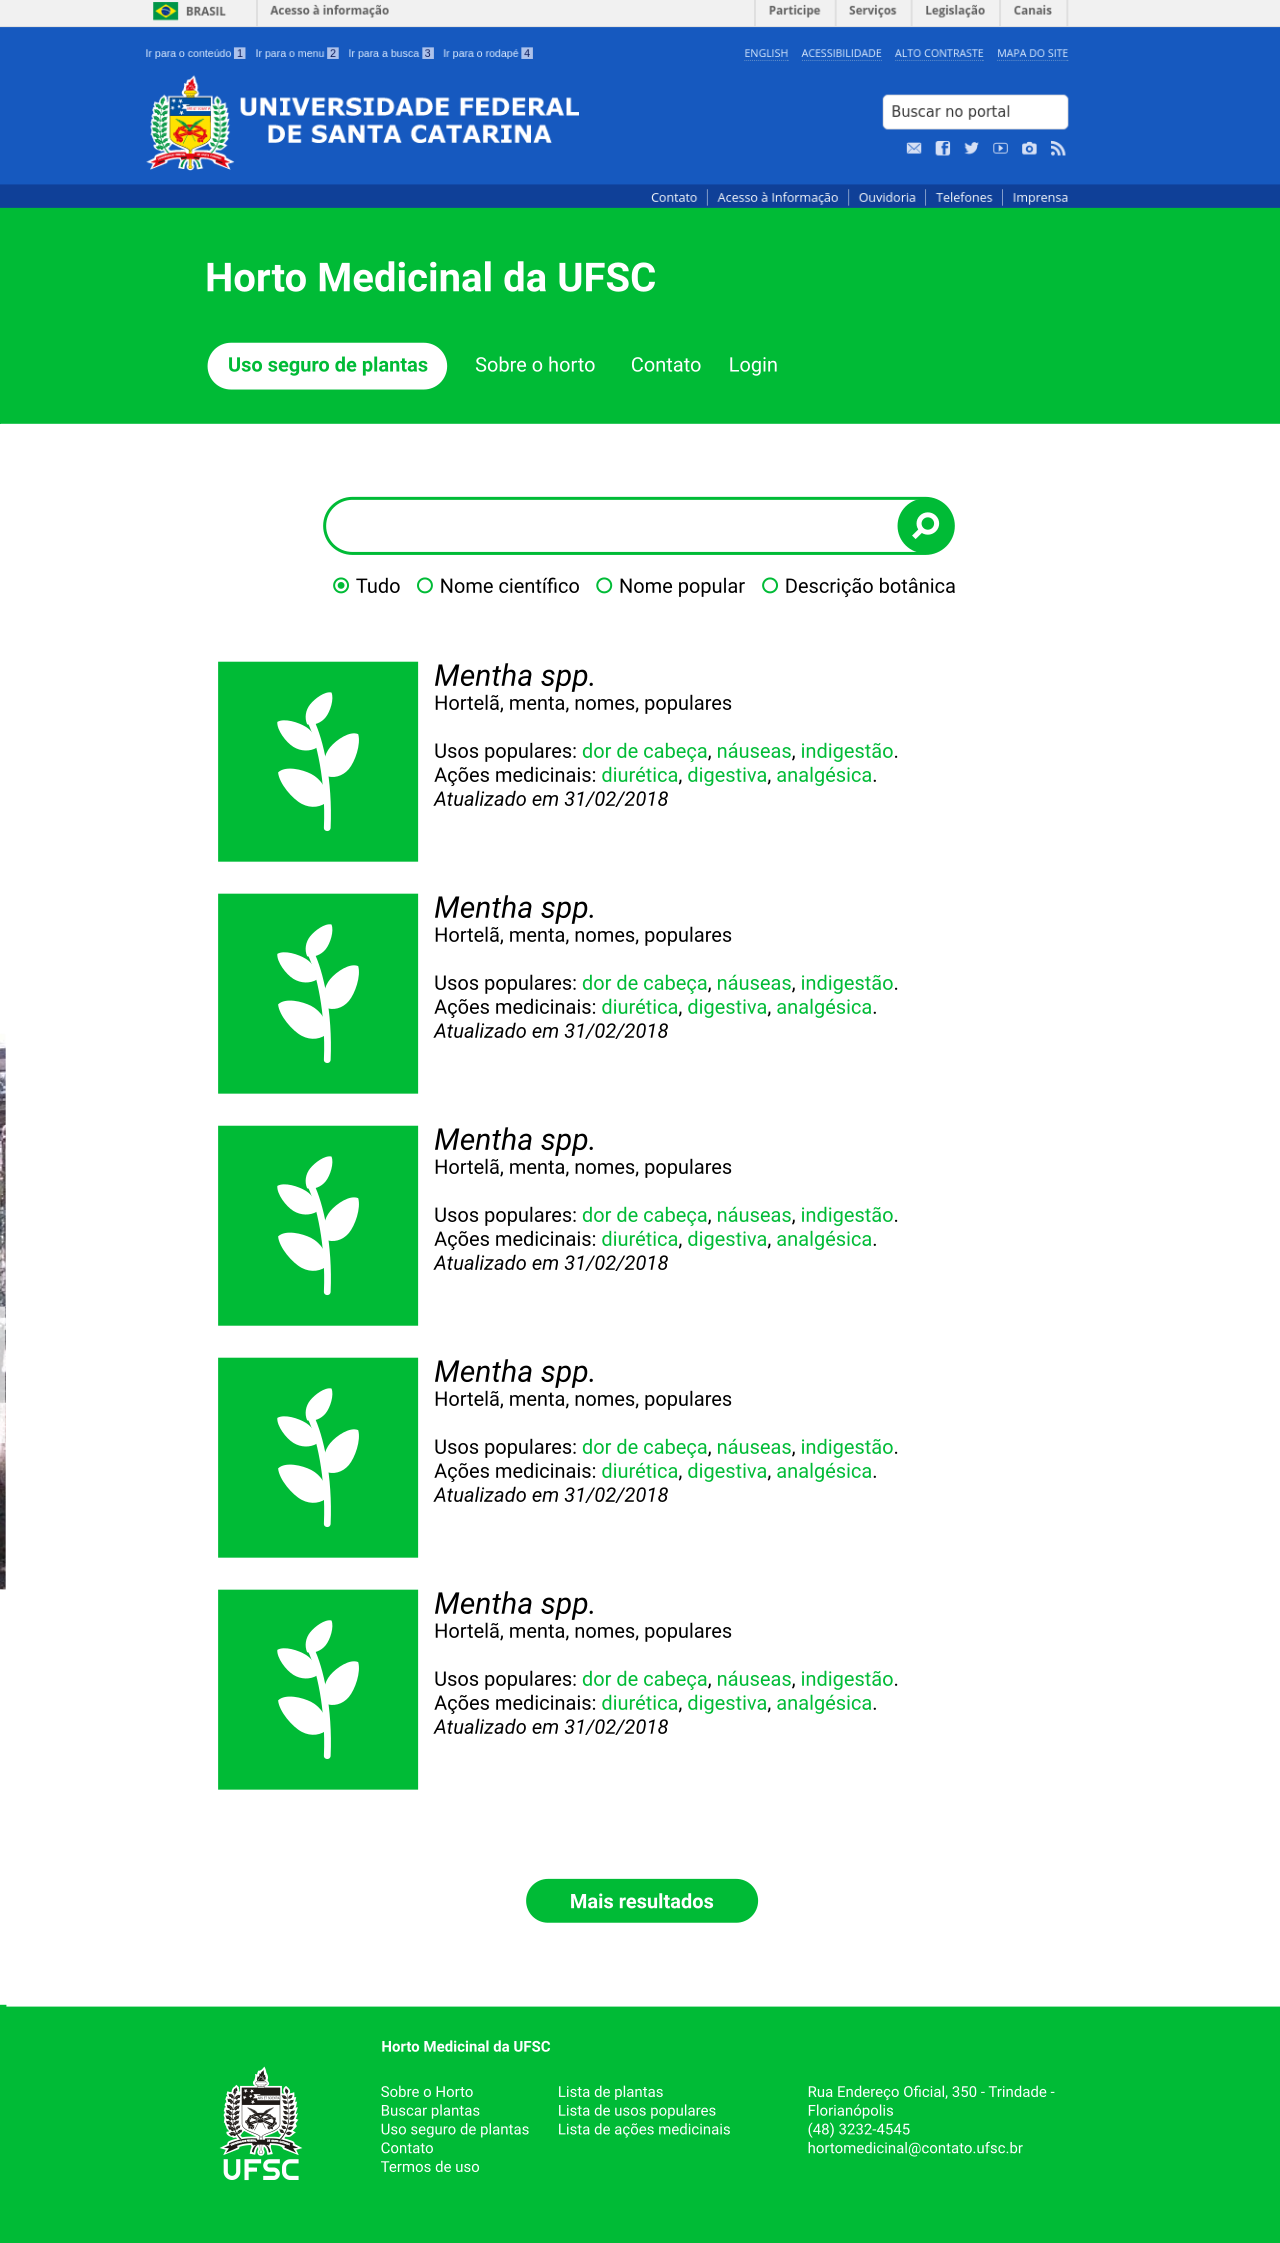 BRASIL
Acesso à informação
Participe
Serviços
Legislação
Canais
Ir para o conteúdo 1
Ir para o menu 2
Ir para a busca 3
Ir para o rodapé 4
ENGLISH
ACESSIBILIDADE
ALTO CONTRASTE
MAPA DO SITE
UNIVERSIDADE FEDERAL
DE SANTA CATARINA
Buscar no portal
Contato
Acesso à Informação
Ouvidoria
Telefones
Imprensa
Horto Medicinal da UFSC
Uso seguro de plantas
Sobre o horto
Contato
Login
Tudo
Nome científico
Nome popular
Descrição botânica
Mentha spp.
Hortelã, menta, nomes, populares
Usos populares: dor de cabeça, náuseas, indigestão.
Ações medicinais: diurética, digestiva, analgésica.
Atualizado em 31/02/2018
Mentha spp.
Hortelã, menta, nomes, populares
Usos populares: dor de cabeça, náuseas, indigestão.
Ações medicinais: diurética, digestiva, analgésica.
Atualizado em 31/02/2018
Mentha spp.
Hortelã, menta, nomes, populares
Usos populares: dor de cabeça, náuseas, indigestão.
Ações medicinais: diurética, digestiva, analgésica.
Atualizado em 31/02/2018
Mentha spp.
Hortelã, menta, nomes, populares
Usos populares: dor de cabeça, náuseas, indigestão.
Ações medicinais: diurética, digestiva, analgésica.
Atualizado em 31/02/2018
Mentha spp.
Hortelã, menta, nomes, populares
Usos populares: dor de cabeça, náuseas, indigestão.
Ações medicinais: diurética, digestiva, analgésica.
Atualizado em 31/02/2018
Mais resultados
UFSC
Horto Medicinal da UFSC
Sobre o Horto
Buscar plantas
Uso seguro de plantas
Contato
Termos de uso
Lista de plantas
Lista de usos populares
Lista de ações medicinais
Rua Endereço Oficial, 350 - Trindade -
Florianópolis
(48) 3232-4545
hortomedicinal@contato.ufsc.br